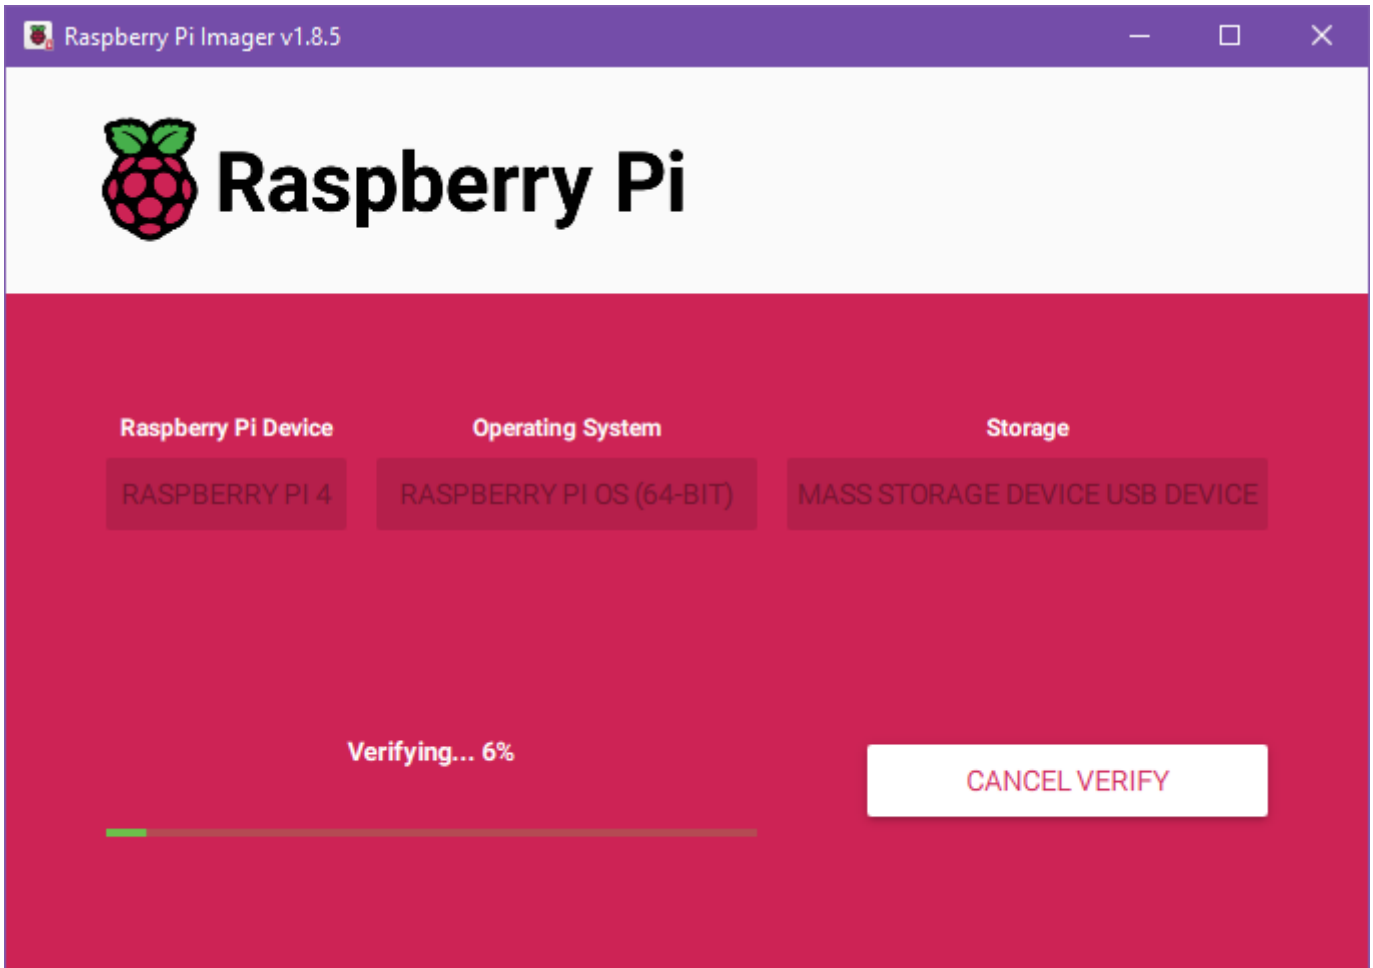 Raspberry Pi Imager v1.8.5
Raspberry Pi
Raspberry Pi Device
Operating System
Storage
RASPBERRY PI 4
RASPBERRY PI OS (64-BIT)
MASS STORAGE DEVICE USB DEVICE
Verifying... 6%
CANCEL VERIFY